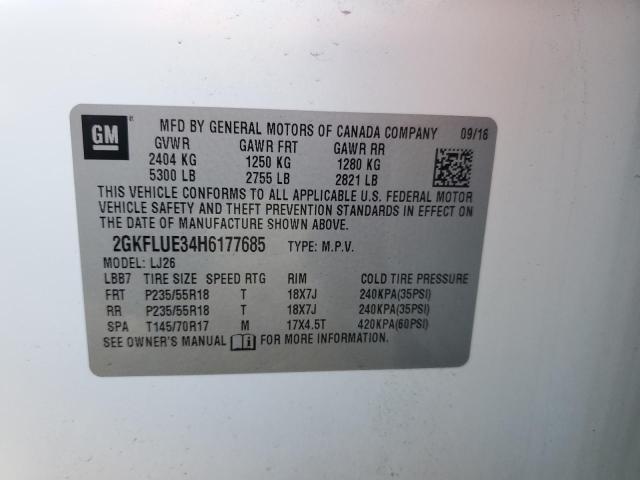 GM
MFD BY GENERAL MOTORS OF CANADA COMPANY 09/16
GVWR GAWR FRT GAWR RR
2404 KG 1250 KG 1280 KG
5300 LB 2755 LB 2821 LB
THIS VEHICLE CONFORMS TO ALL APPLICABLE U.S. FEDERAL MOTOR
VEHICLE SAFETY AND THEFT PREVENTION STANDARDS IN EFFECT ON
THE DATE OF MANUFACTURE SHOWN ABOVE.
2GKFLUE34H6177685 TYPE: M.P.V.
MODEL: LJ26
LBB7 TIRE SIZE SPEED RTG RIM COLD TIRE PRESSURE
FRT P235/55R18 T 18X7J 240KPA(35PSI)
RR P235/55R18 T 18X7J 240KPA(35PSI)
SPA T145/70R17 M 17X4.5T 420KPA(60PSI)
SEE OWNER'S MANUAL FOR MORE INFORMATION.